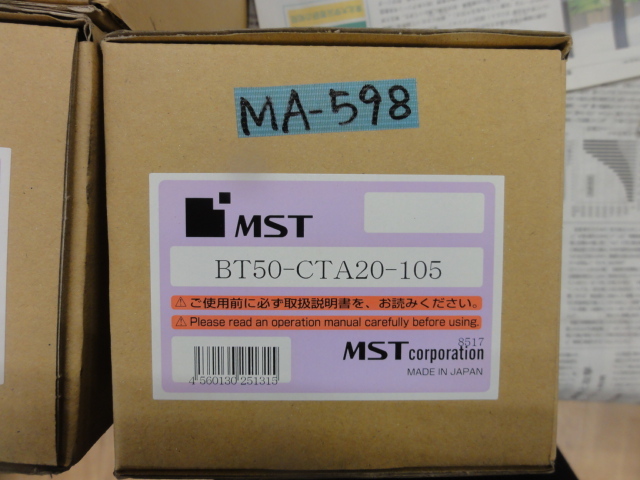 MA-598
MST
BT50-CTA20-105
⚠ご使用前に必ず取扱説明書を、お読みください。
⚠Please read an operation manual carefully before using.
8517
MST corporation
4 560130 251315
MADE IN JAPAN